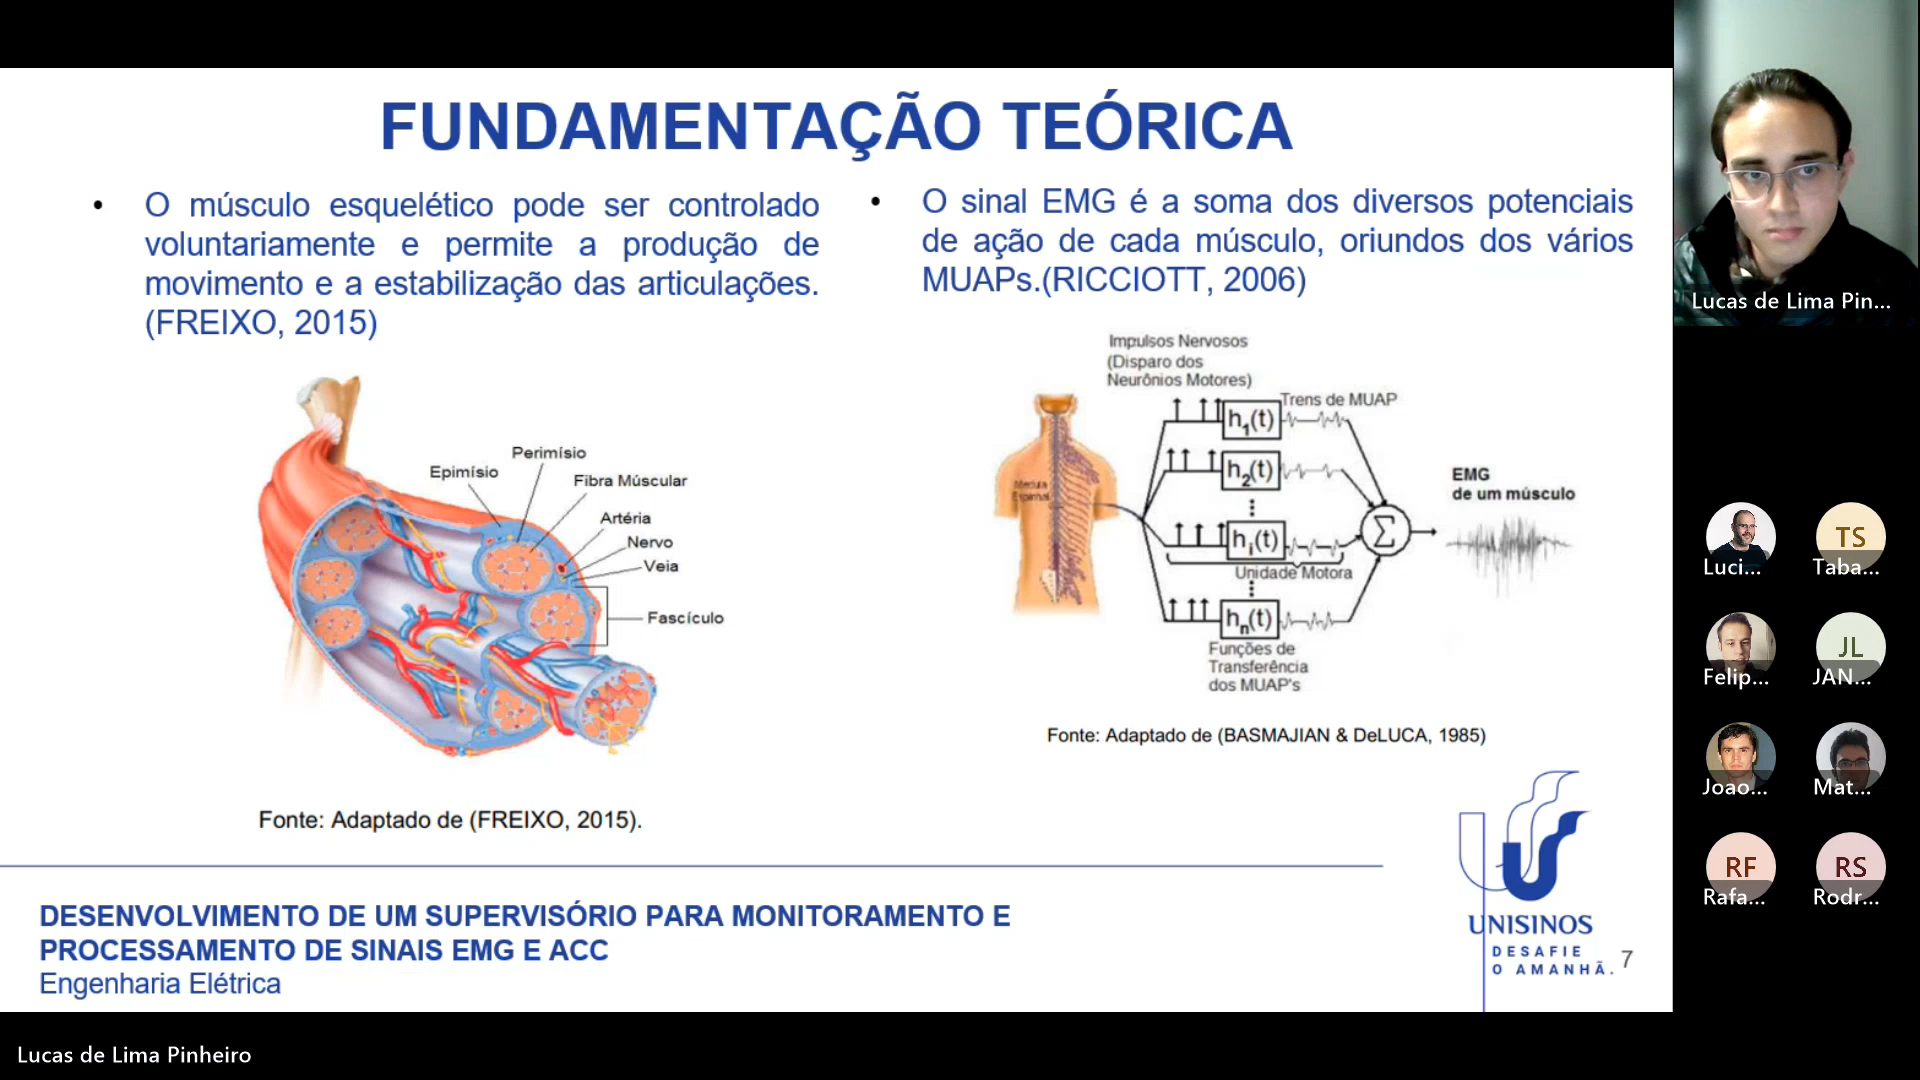 FUNDAMENTAÇÃO TEÓRICA
• O músculo esquelético pode ser controlado
voluntariamente e permite a produção de
movimento e a estabilização das articulações.
(FREIXO, 2015)
Epimísio
Perimísio
Fibra Múscular
Artéria
Nervo
Veia
Fascículo
Fonte: Adaptado de (FREIXO, 2015).
• O sinal EMG é a soma dos diversos potenciais
de ação de cada músculo, oriundos dos vários
MUAPs.(RICCIOTT, 2006)
Impulsos Nervosos
(Disparo dos
Neurônios Motores)
Trens de MUAP
Medula
Espinhal
h1(t)
h2(t)
hi(t)
Unidade Motora
hn(t)
Σ
EMG
de um músculo
Funções de
Transferência
dos MUAP's
Fonte: Adaptado de (BASMAJIAN & DeLUCA, 1985)
DESENVOLVIMENTO DE UM SUPERVISÓRIO PARA MONITORAMENTO E
PROCESSAMENTO DE SINAIS EMG E ACC
Engenharia Elétrica
UNISINOS
DESAFIE
O AMANHÃ.
7
Lucas de Lima Pin...
Luci...
TS
Taba...
Felip...
JL
JAN...
Joao...
Mat...
RF
Rafa...
RS
Rodr...
Lucas de Lima Pinheiro